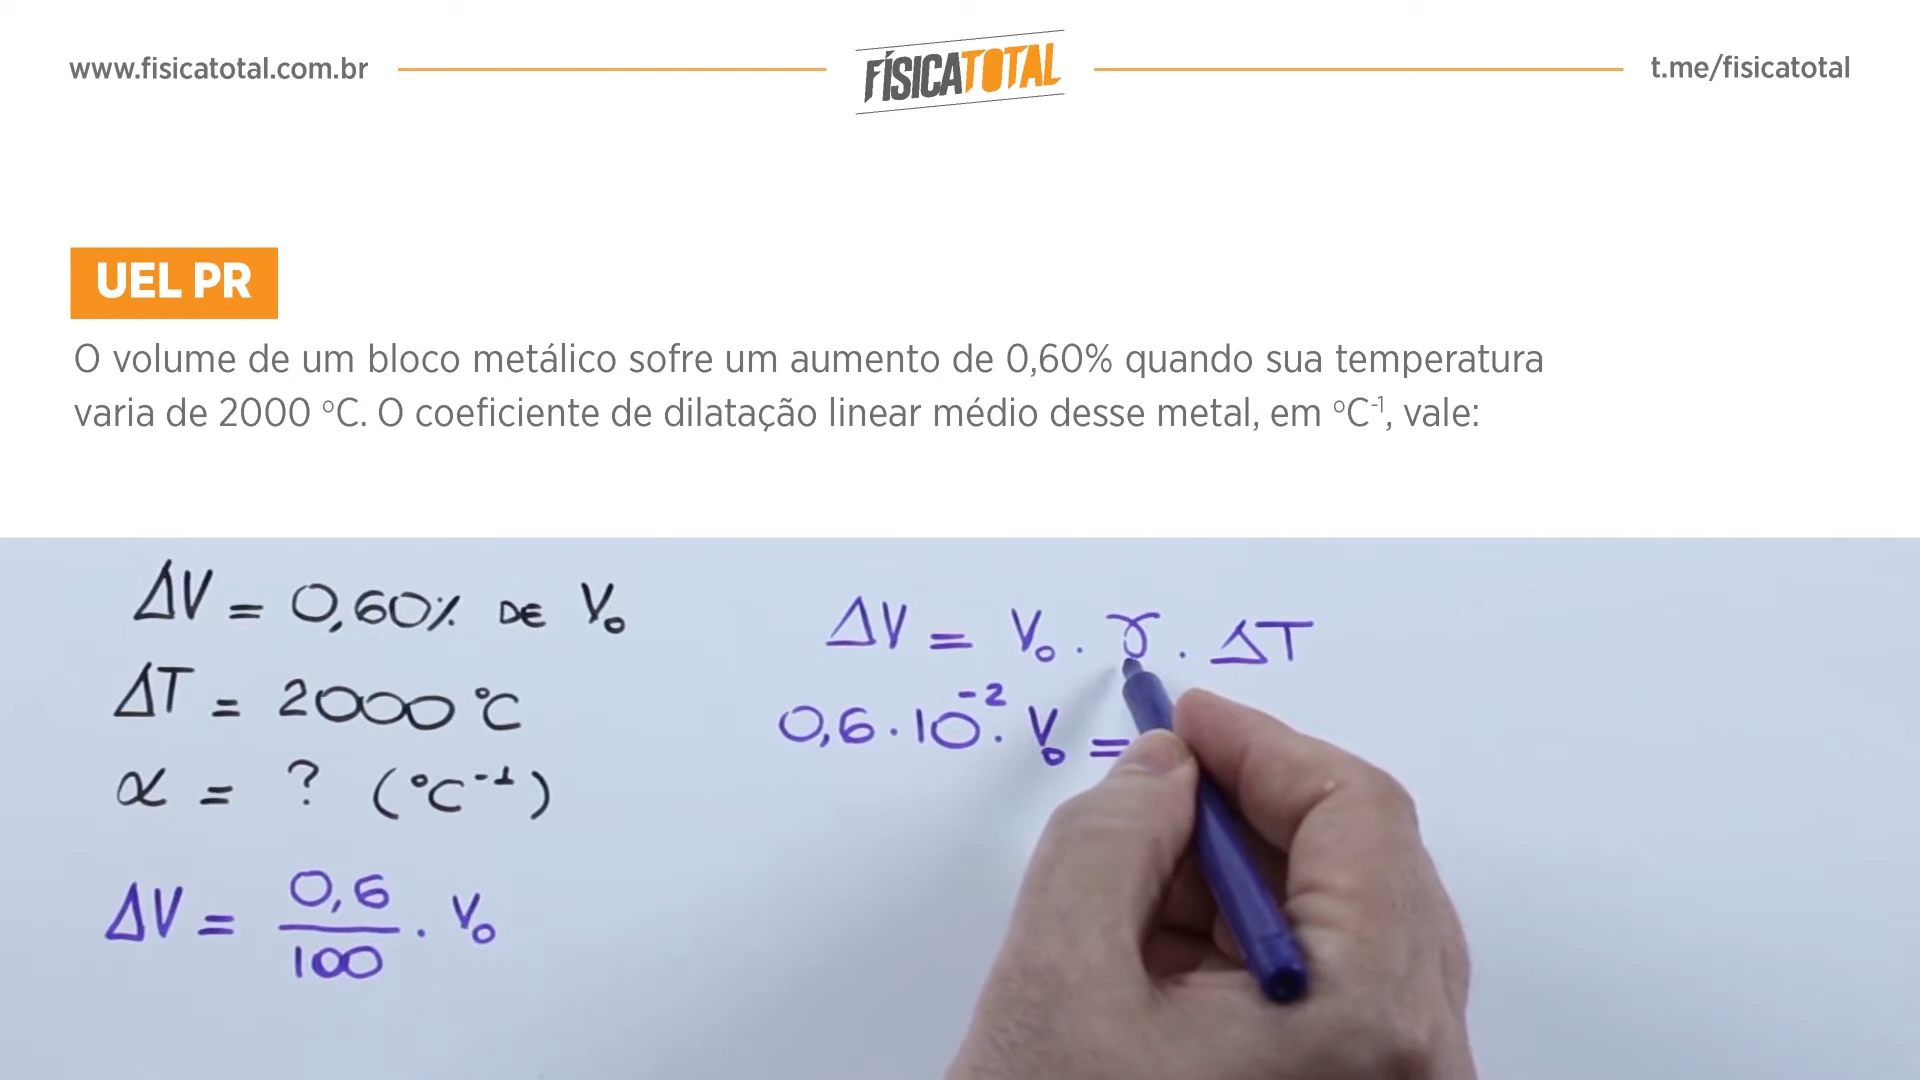 www.fisicatotal.com.br
FÍSICATOTAL
t.me/fisicatotal
UEL PR
O volume de um bloco metálico sofre um aumento de 0,60% quando sua temperatura
varia de 2000 ºC. O coeficiente de dilatação linear médio desse metal, em ºC⁻¹, vale:
ΔV = 0,60% DE V₀
ΔT = 2000 °C
α = ? (°C⁻¹)
ΔV = 0,6/100 . V₀
ΔV = V₀ . γ . ΔT
0,6 . 10⁻² . V₀ =